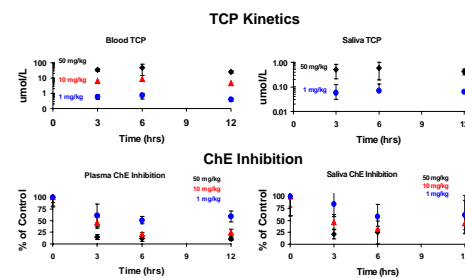 TCP Kinetics
Blood TCP
Saliva TCP
umol/L
100
10
1
0
50 mg/kg
10 mg/kg
1 mg/kg
0 3 6 9 12
Time (hrs)
umol/L
1.00
0.10
0.01
50 mg/kg
1 mg/kg
0 3 6 9 12
Time (hrs)
ChE Inhibition
Plasma ChE Inhibition
50 mg/kg
10 mg/kg
1 mg/kg
% of Control
100
75
50
25
0
0 3 6 9 12
Time (hrs)
Saliva ChE Inhibition
50 mg/kg
10 mg/kg
1 mg/kg
% of Control
100
75
50
25
0
0 3 6 9 12
Time (hrs)